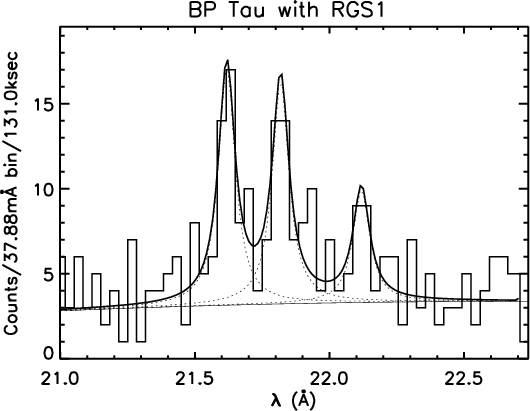 BP Tau with RGS1
Counts/37.88mÅ bin/131.0ksec
15
10
5
0
21.0 21.5 22.0 22.5
λ (Å)